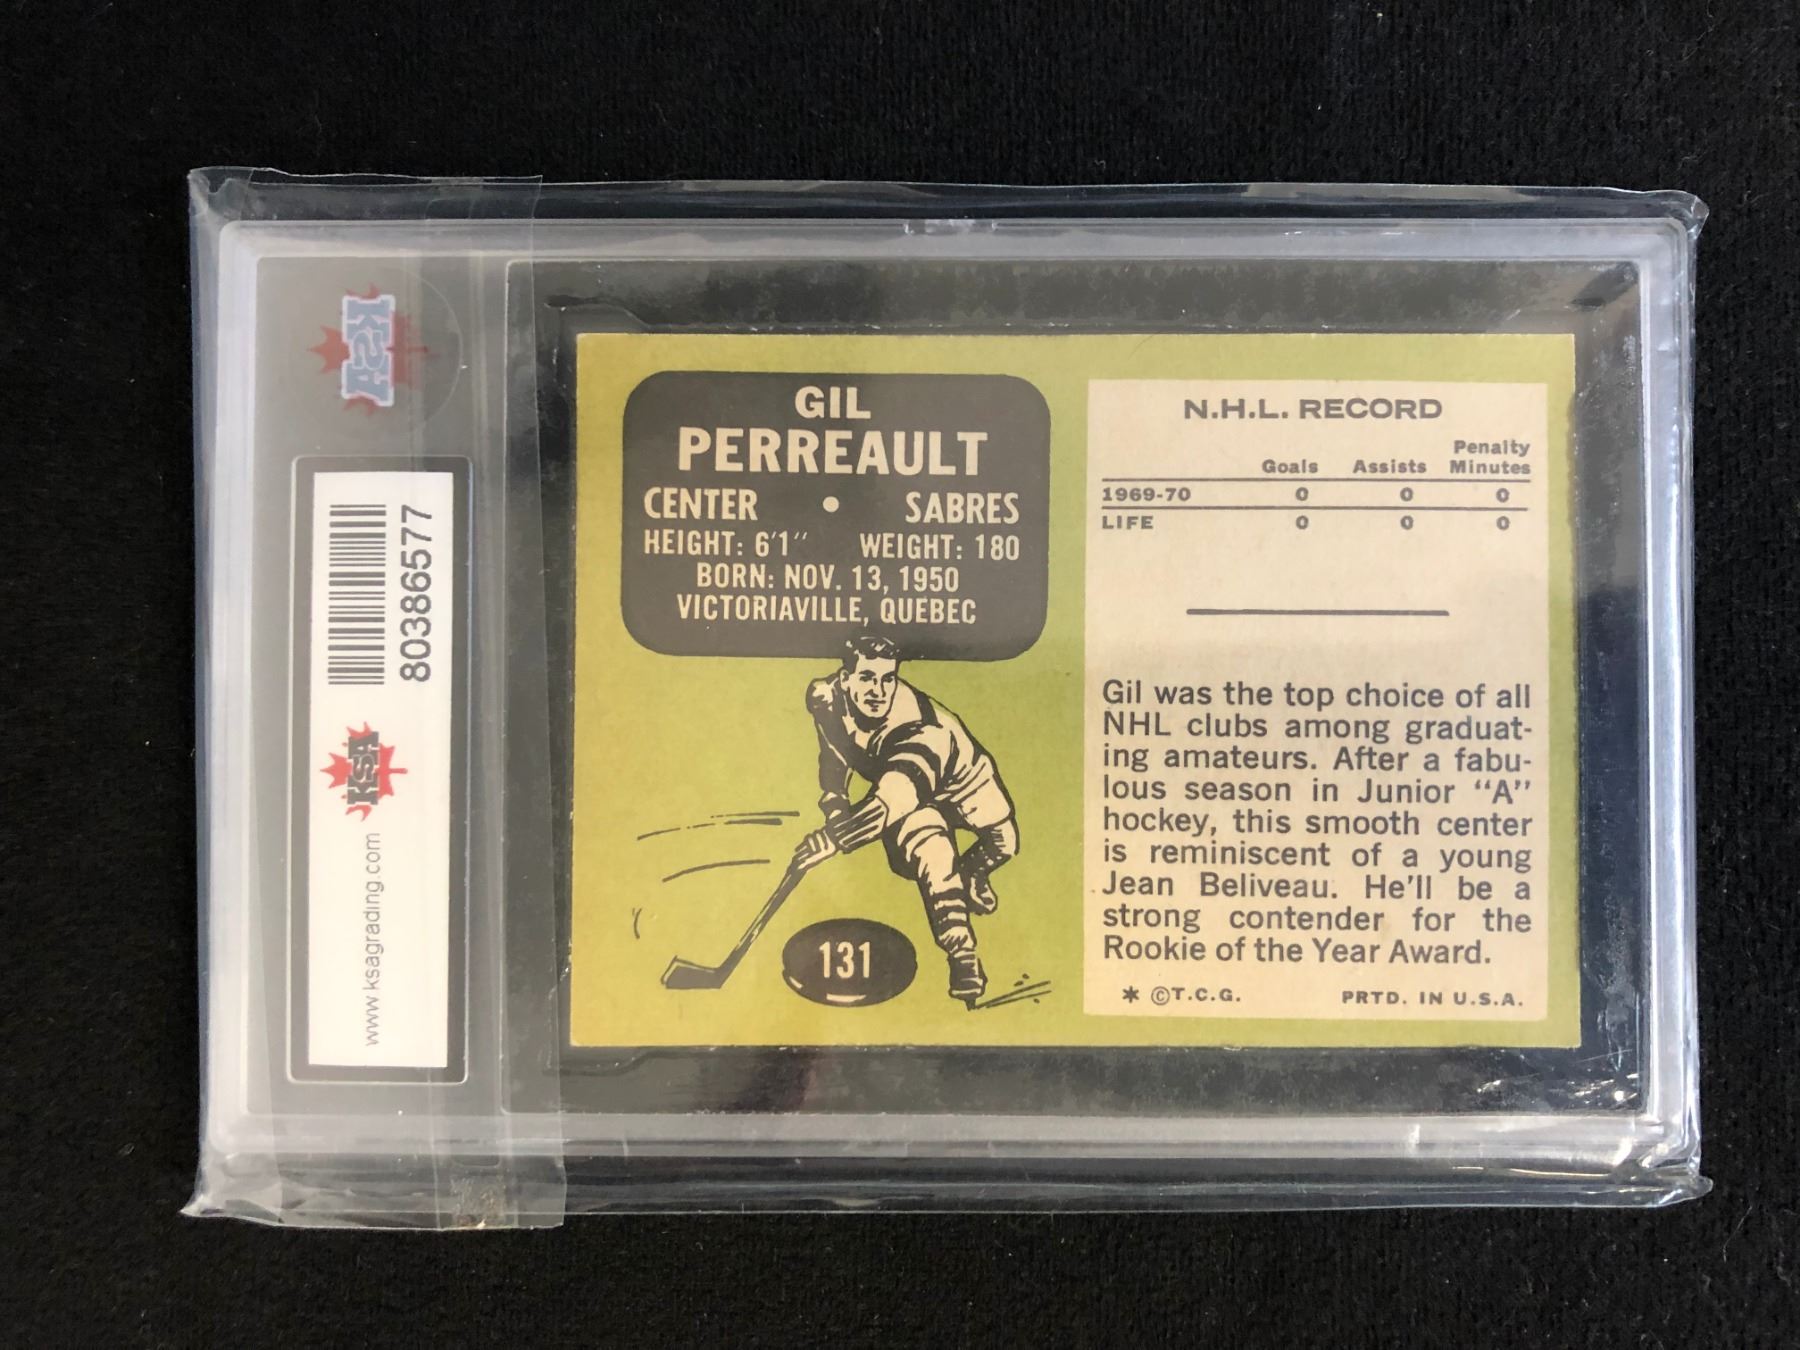 KSA
80386577
KSA
www.ksagrading.com
GIL
PERREAULT
CENTER • SABRES
HEIGHT: 6'1" WEIGHT: 180
BORN: NOV. 13, 1950
VICTORIAVILLE, QUEBEC
131
N.H.L. RECORD
Goals Assists Penalty Minutes
1969-70 0 0 0
LIFE 0 0 0
Gil was the top choice of all
NHL clubs among graduat-
ing amateurs. After a fabu-
lous season in Junior "A"
hockey, this smooth center
is reminiscent of a young
Jean Beliveau. He'll be a
strong contender for the
Rookie of the Year Award.
* ©T.C.G. PRTD. IN U.S.A.